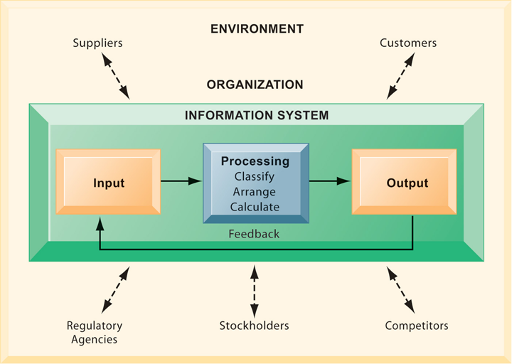 ENVIRONMENT
Suppliers
Customers
ORGANIZATION
INFORMATION SYSTEM
Input
Processing
Classify
Arrange
Calculate
Output
Feedback
Regulatory
Agencies
Stockholders
Competitors